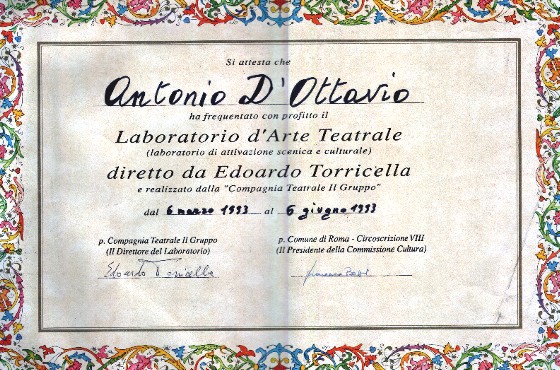 Si attesta che
Antonio D'Ottavio
ha frequentato con profitto il
Laboratorio d'Arte Teatrale
(laboratorio di attivazione scenica e culturale)
diretto da Edoardo Torricella
e realizzato dalla "Compagnia Teatrale Il Gruppo"
dal 6 marzo 1993 al 6 giugno 1993
p. Compagnia Teatrale Il Gruppo
(Il Direttore del Laboratorio)
p. Comune di Roma - Circoscrizione VIII
(Il Presidente della Commissione Cultura)
Edoardo Torricella